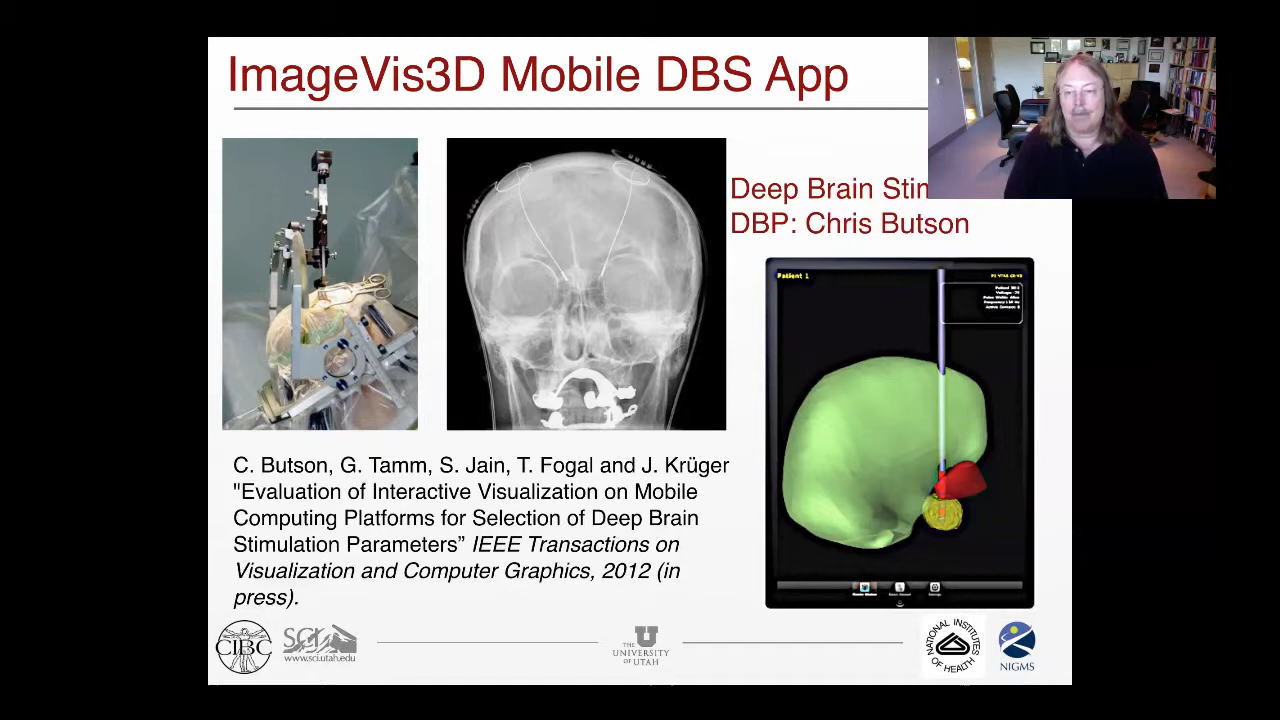 ImageVis3D Mobile DBS App
Deep Brain Stim
DBP: Chris Butson
Patient 1
C. Butson, G. Tamm, S. Jain, T. Fogal and J. Krüger
"Evaluation of Interactive Visualization on Mobile
Computing Platforms for Selection of Deep Brain
Stimulation Parameters” IEEE Transactions on
Visualization and Computer Graphics, 2012 (in
press).
CIBC
SCI
www.sci.utah.edu
THE
UNIVERSITY
OF UTAH
NATIONAL INSTITUTES
OF HEALTH
NIGMS